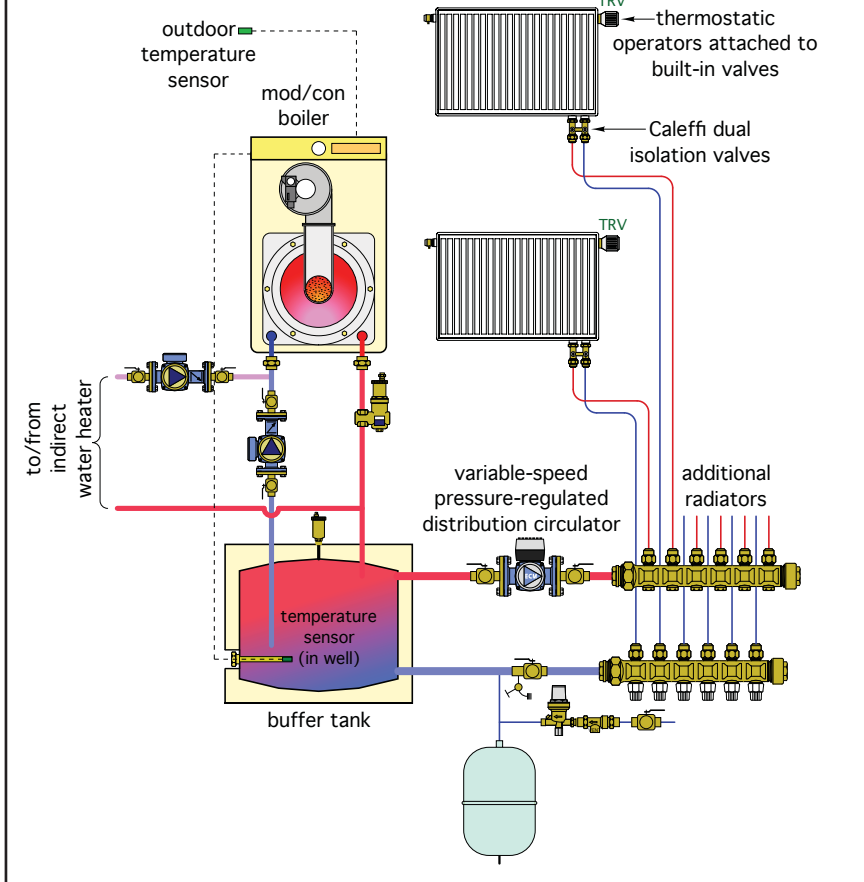 TRV
thermostatic
operators attached to
built-in valves
outdoor
temperature
sensor
mod/con
boiler
Caleffi dual
isolation valves
TRV
to/from
indirect
water heater
variable-speed
pressure-regulated
distribution circulator
additional
radiators
temperature
sensor
(in well)
buffer tank